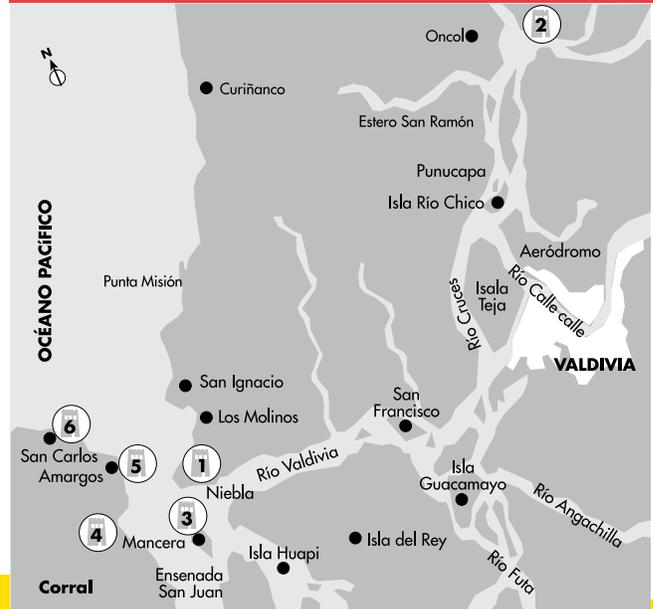 2
Oncol
N
Curiñanco
Estero San Ramón
Punucapa
Isla Río Chico
OCÉANO PACíFICO
Aeródromo
Punta Misión
Río Cruces
Isala
Teja
Río Calle calle
VALDIVIA
San Ignacio
Los Molinos
San
Francisco
6
San Carlos
Amargos
5
1
Niebla
Río Valdivia
Isla
Guacamayo
Río Angachilla
3
4
Mancera
Isla Huapi
Isla del Rey
Río Futa
Corral
Ensenada
San Juan